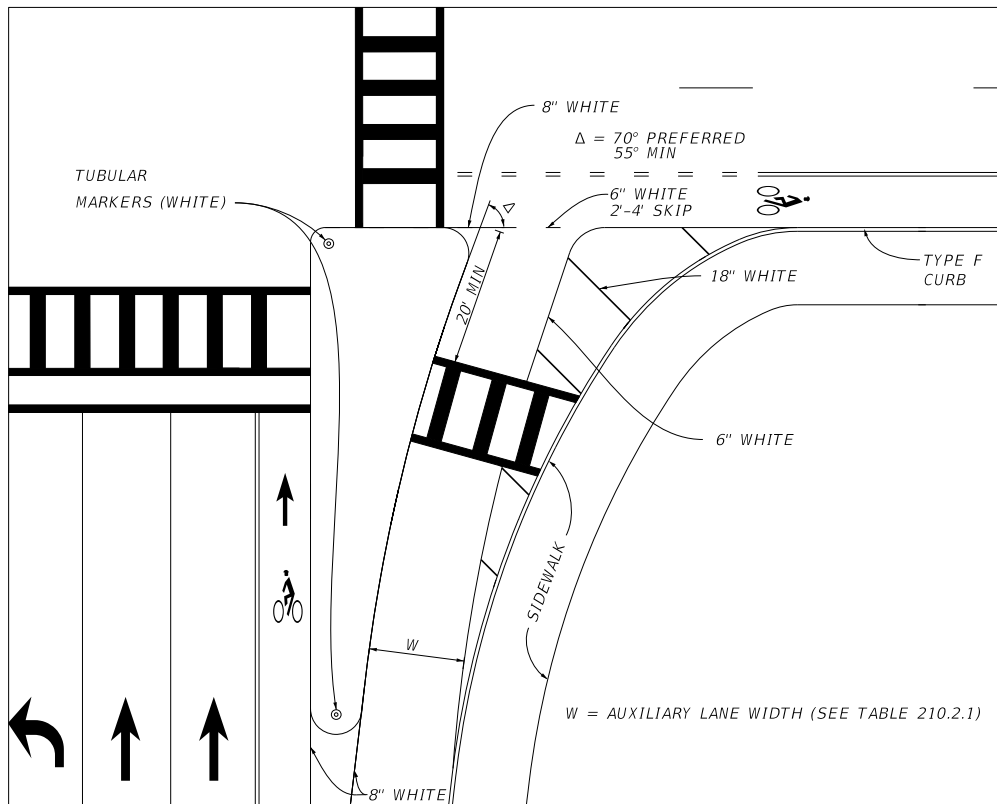 8" WHITE
Δ = 70° PREFERRED
55° MIN
TUBULAR
MARKERS (WHITE)
6" WHITE
2'-4' SKIP
Δ
20' MIN
18" WHITE
TYPE F
CURB
6" WHITE
SIDEWALK
W
W = AUXILIARY LANE WIDTH (SEE TABLE 210.2.1)
8" WHITE